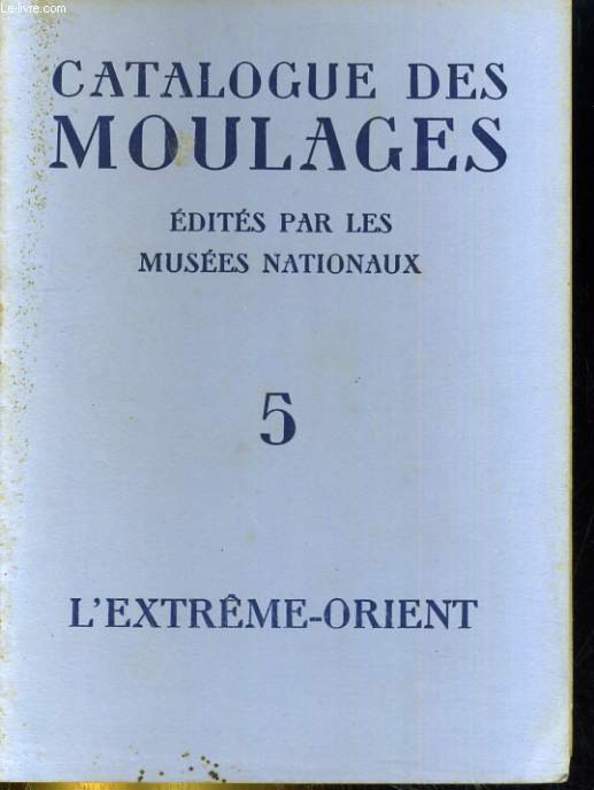 Le-livre.com
CATALOGUE DES
MOULAGES
ÉDITÉS PAR LES
MUSÉES NATIONAUX
5
L'EXTRÊME-ORIENT